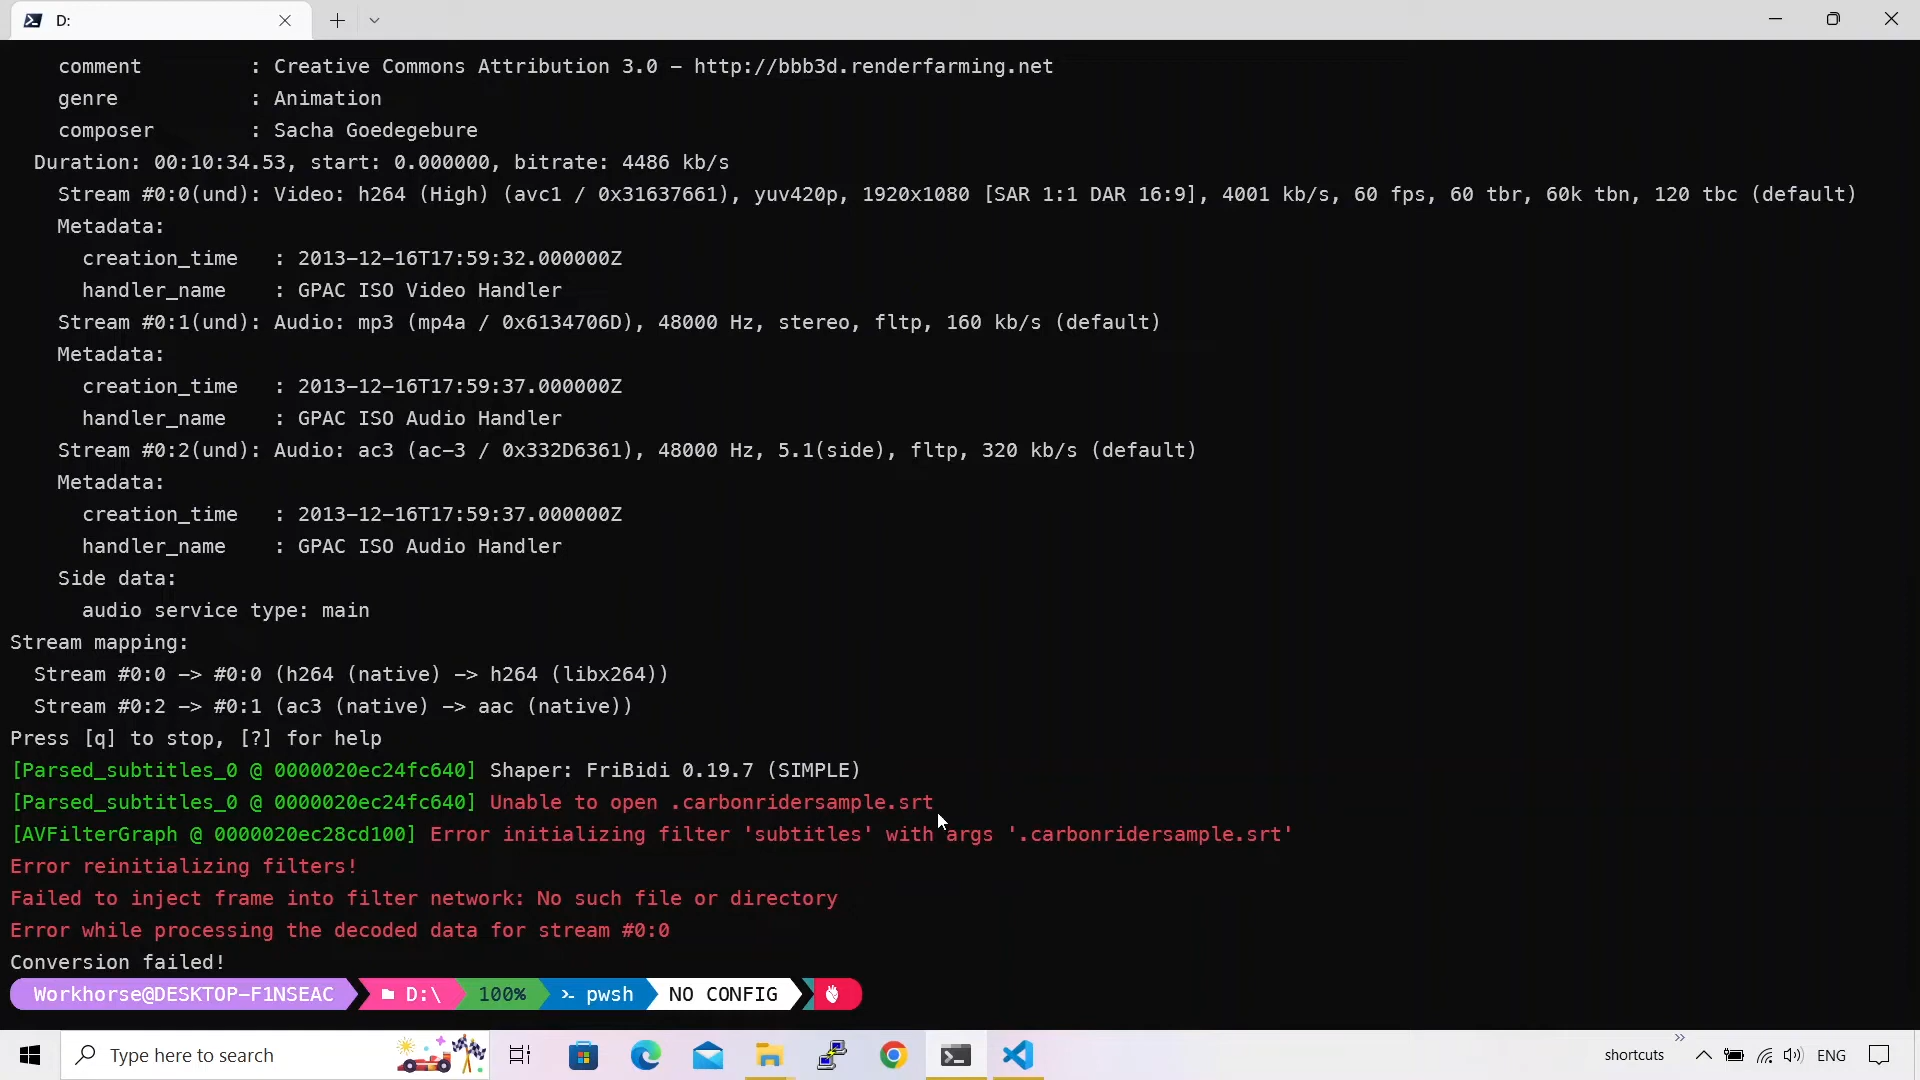 D:
comment : Creative Commons Attribution 3.0 - http://bbb3d.renderfarming.net
genre : Animation
composer : Sacha Goedegebure
Duration: 00:10:34.53, start: 0.000000, bitrate: 4486 kb/s
Stream #0:0(und): Video: h264 (High) (avc1 / 0x31637661), yuv420p, 1920x1080 [SAR 1:1 DAR 16:9], 4001 kb/s, 60 fps, 60 tbr, 60k tbn, 120 tbc (default)
Metadata:
creation_time : 2013-12-16T17:59:32.000000Z
handler_name : GPAC ISO Video Handler
Stream #0:1(und): Audio: mp3 (mp4a / 0x6134706D), 48000 Hz, stereo, fltp, 160 kb/s (default)
Metadata:
creation_time : 2013-12-16T17:59:37.000000Z
handler_name : GPAC ISO Audio Handler
Stream #0:2(und): Audio: ac3 (ac-3 / 0x332D6361), 48000 Hz, 5.1(side), fltp, 320 kb/s (default)
Metadata:
creation_time : 2013-12-16T17:59:37.000000Z
handler_name : GPAC ISO Audio Handler
Side data:
audio service type: main
Stream mapping:
Stream #0:0 -> #0:0 (h264 (native) -> h264 (libx264))
Stream #0:2 -> #0:1 (ac3 (native) -> aac (native))
Press [q] to stop, [?] for help
[Parsed_subtitles_0 @ 0000020ec24fc640] Shaper: FriBidi 0.19.7 (SIMPLE)
[Parsed_subtitles_0 @ 0000020ec24fc640] Unable to open .carbonridersample.srt
[AVFilterGraph @ 0000020ec28cd100] Error initializing filter 'subtitles' with args '.carbonridersample.srt'
Error reinitializing filters!
Failed to inject frame into filter network: No such file or directory
Error while processing the decoded data for stream #0:0
Conversion failed!
Workhorse@DESKTOP-F1NSEAC D:\ 100% pwsh NO CONFIG
Type here to search shortcuts ENG